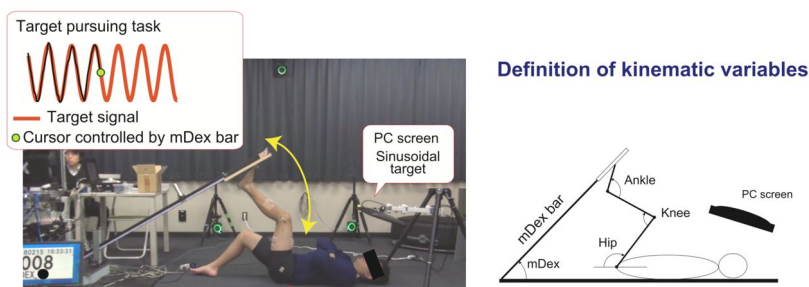 Target pursuing task
Target signal
Cursor controlled by mDex bar
PC screen
Sinusoidal
target
008
Definition of kinematic variables
Ankle
Knee
Hip
mDex
mDex bar
PC screen